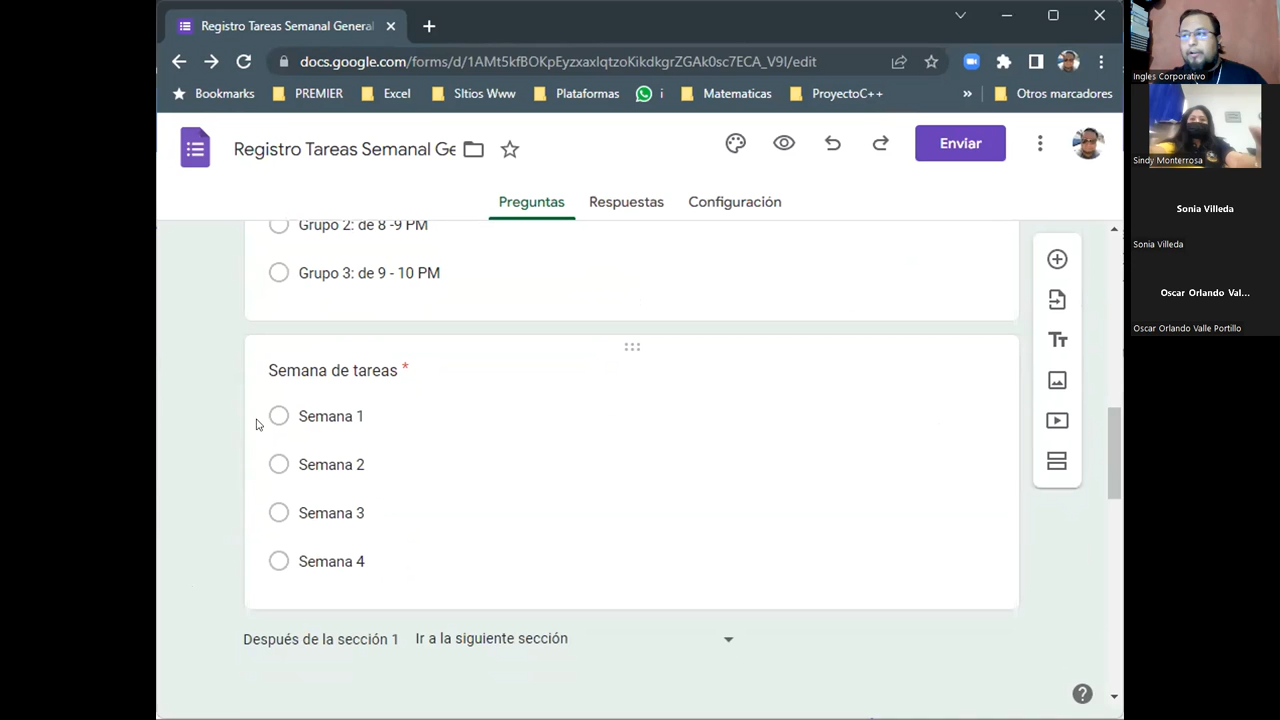 Registro Tareas Semanal General
docs.google.com/forms/d/1AMt5kfBOKpEyzxaxIqtzoKikdkgrZGAk0sc7ECA_V9I/edit
Bookmarks PREMIER Excel SItios Www Plataformas i Matematicas ProyectoC++ » Otros marcadores
Registro Tareas Semanal Ge
Enviar
Preguntas Respuestas Configuración
Grupo 2: de 8 -9 PM
Grupo 3: de 9 - 10 PM
Semana de tareas *
Semana 1
Semana 2
Semana 3
Semana 4
Después de la sección 1 Ir a la siguiente sección
Ingles Corporativo
Sindy Monterrosa
Sonia Villeda
Sonia Villeda
Oscar Orlando Val...
Oscar Orlando Valle Portillo